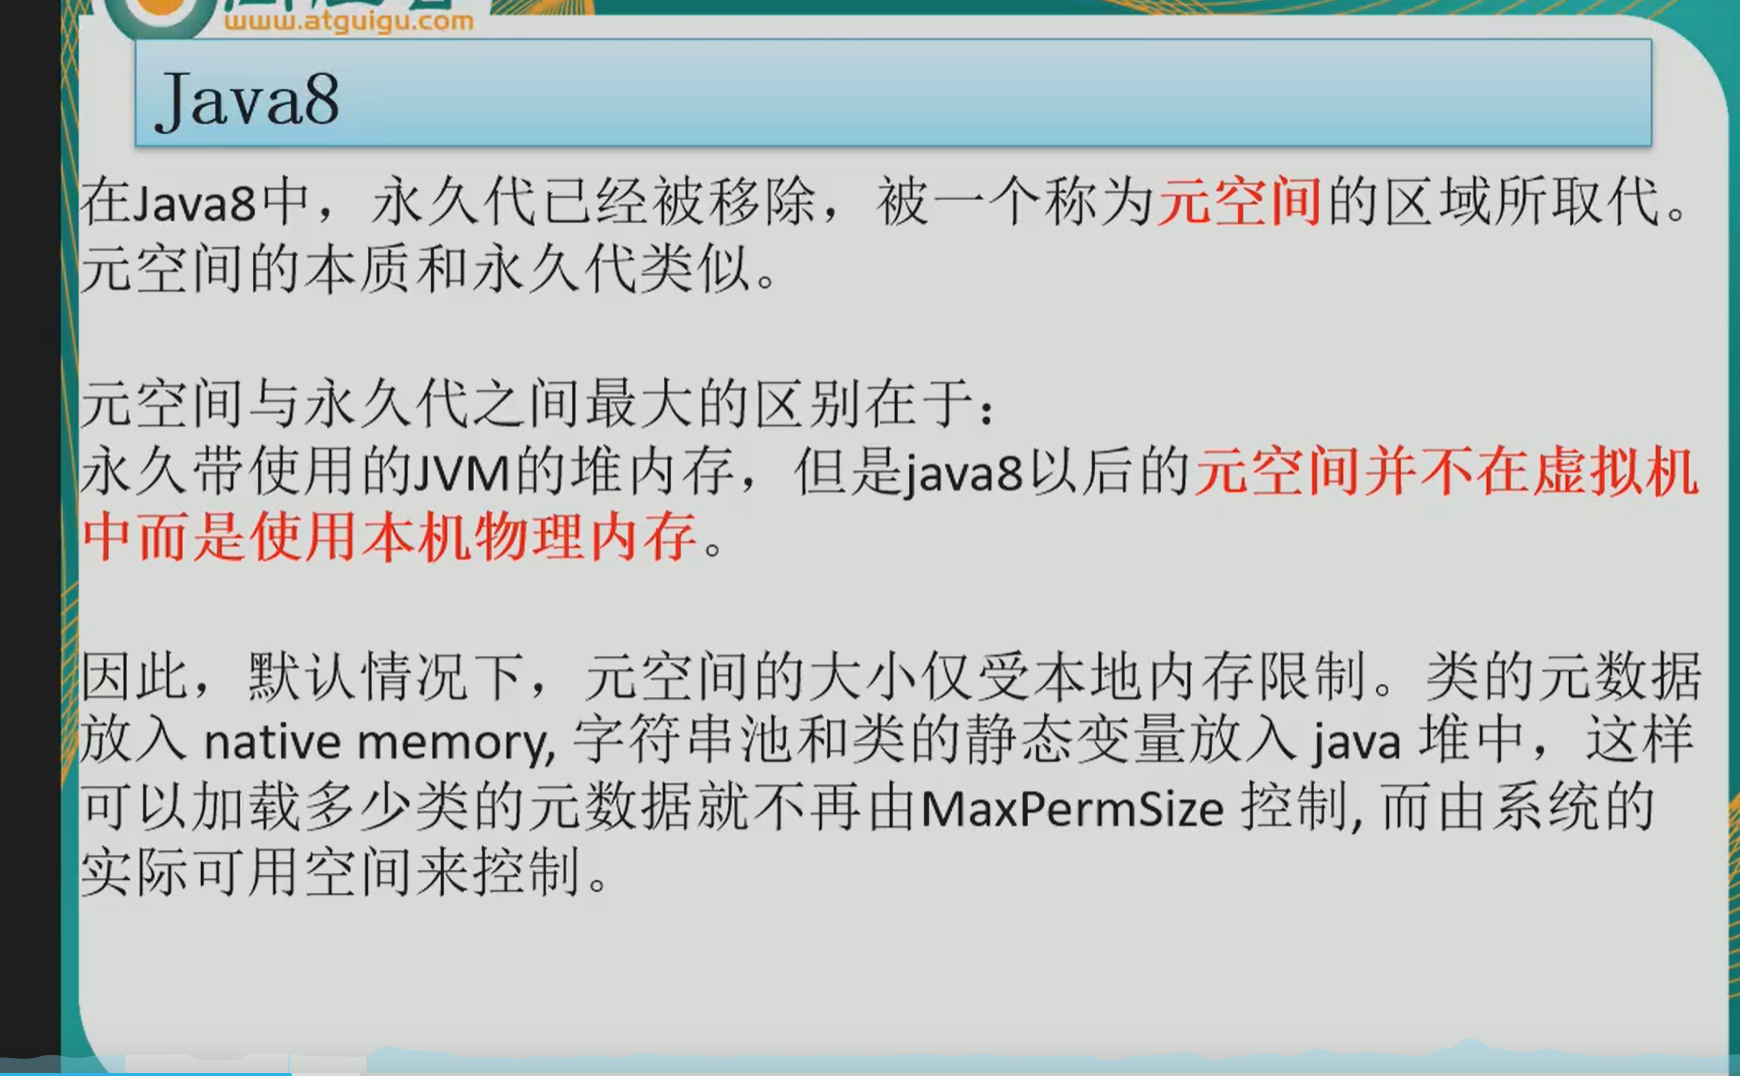 www.atguigu.com
Java8
在Java8中，永久代已经被移除，被一个称为元空间的区域所取代。
元空间的本质和永久代类似。
元空间与永久代之间最大的区别在于：
永久带使用的JVM的堆内存，但是java8以后的元空间并不在虚拟机
中而是使用本机物理内存。
因此，默认情况下，元空间的大小仅受本地内存限制。类的元数据
放入 native memory, 字符串池和类的静态变量放入 java 堆中，这样
可以加载多少类的元数据就不再由MaxPermSize 控制, 而由系统的
实际可用空间来控制。